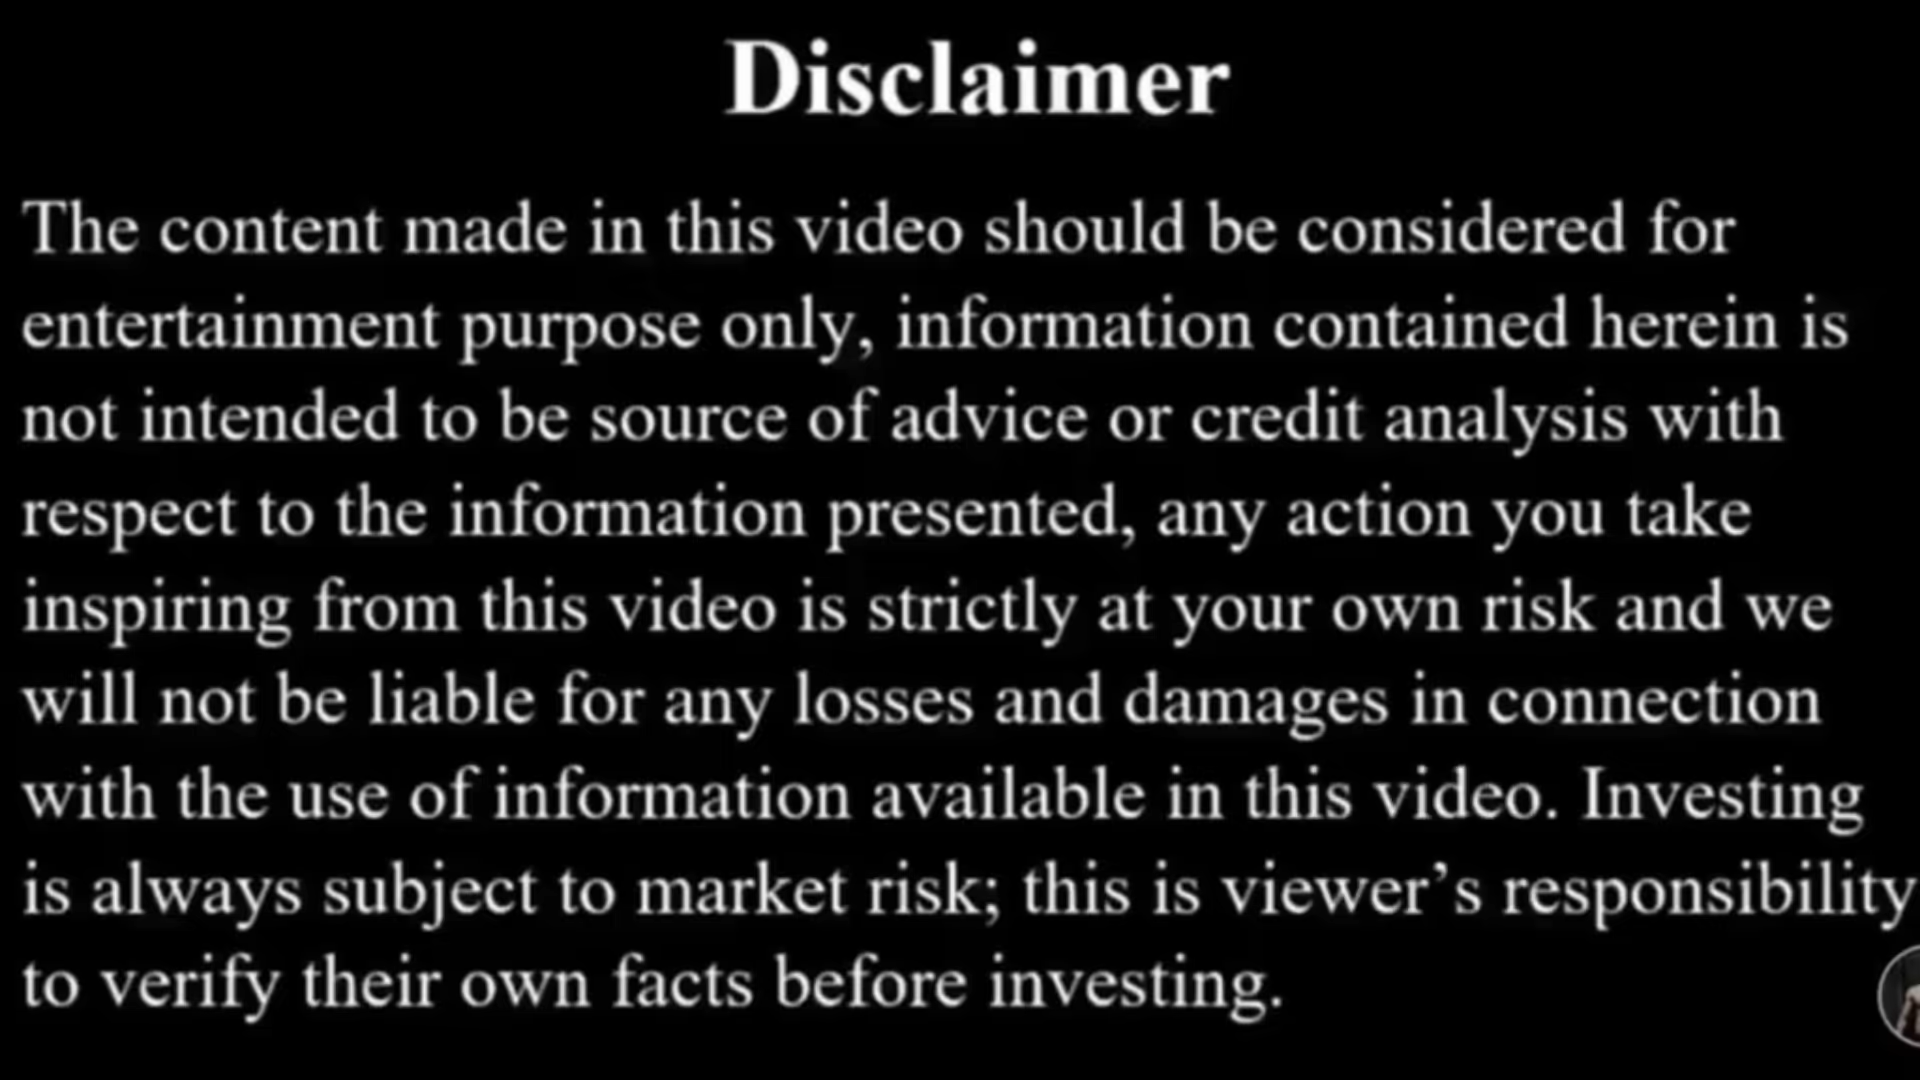 Disclaimer
The content made in this video should be considered for
entertainment purpose only, information contained herein is
not intended to be source of advice or credit analysis with
respect to the information presented, any action you take
inspiring from this video is strictly at your own risk and we
will not be liable for any losses and damages in connection
with the use of information available in this video. Investing
is always subject to market risk; this is viewer’s responsibility
to verify their own facts before investing.